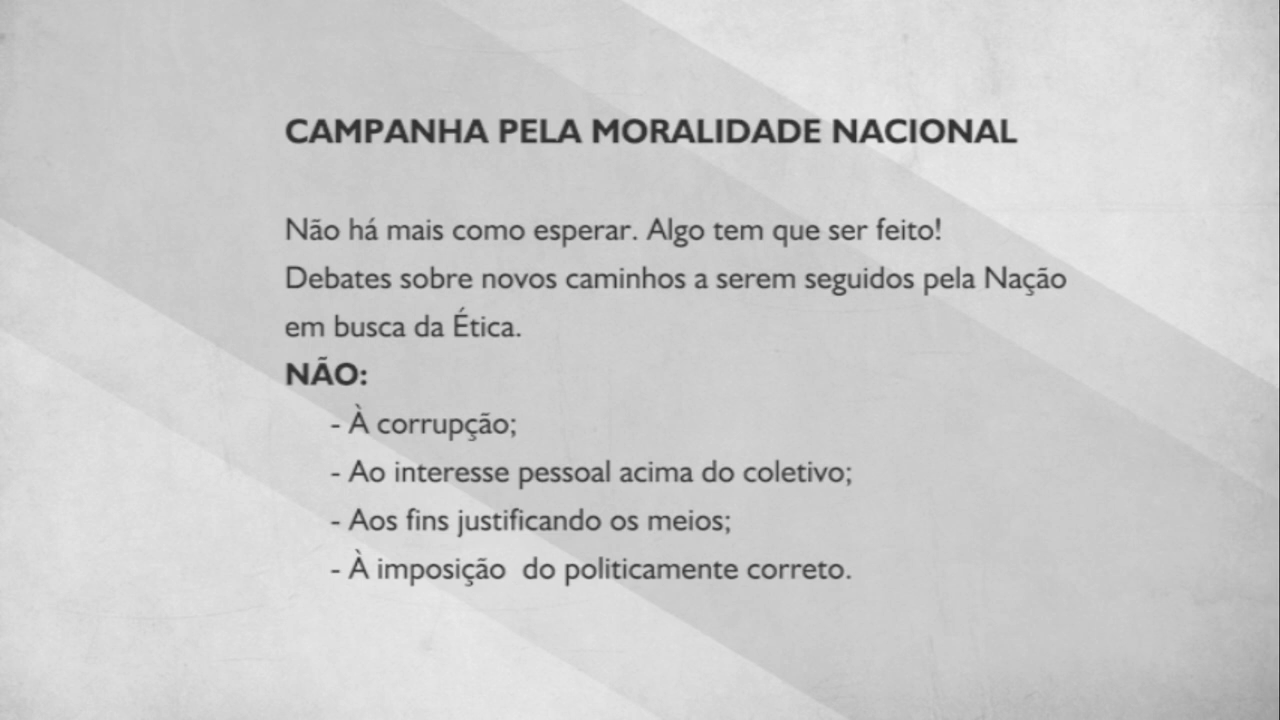 CAMPANHA PELA MORALIDADE NACIONAL
Não há mais como esperar. Algo tem que ser feito!
Debates sobre novos caminhos a serem seguidos pela Nação
em busca da Ética.
NÃO:
- À corrupção;
- Ao interesse pessoal acima do coletivo;
- Aos fins justificando os meios;
- À imposição  do politicamente correto.